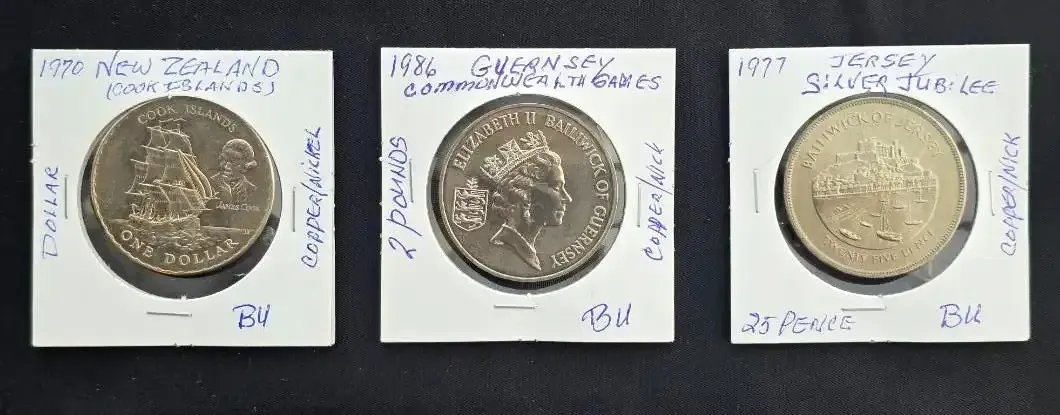 1970 NEW ZEALAND
(COOK ISLANDS)
DOLLAR
COPPER/NICKEL
BU
COOK ISLANDS
James Cook
ONE DOLLAR
1986 GUERNSEY
COMMONWEALTH GAMES
2 POUNDS
COPPER/NICK
BU
ELIZABETH II BAILIWICK OF GUERNSEY
1977 JERSEY
SILVER JUBILEE
COPPER/NICK
25 PENCE BU
BAILIWICK OF JERSEY
TWENTY FIVE PENCE